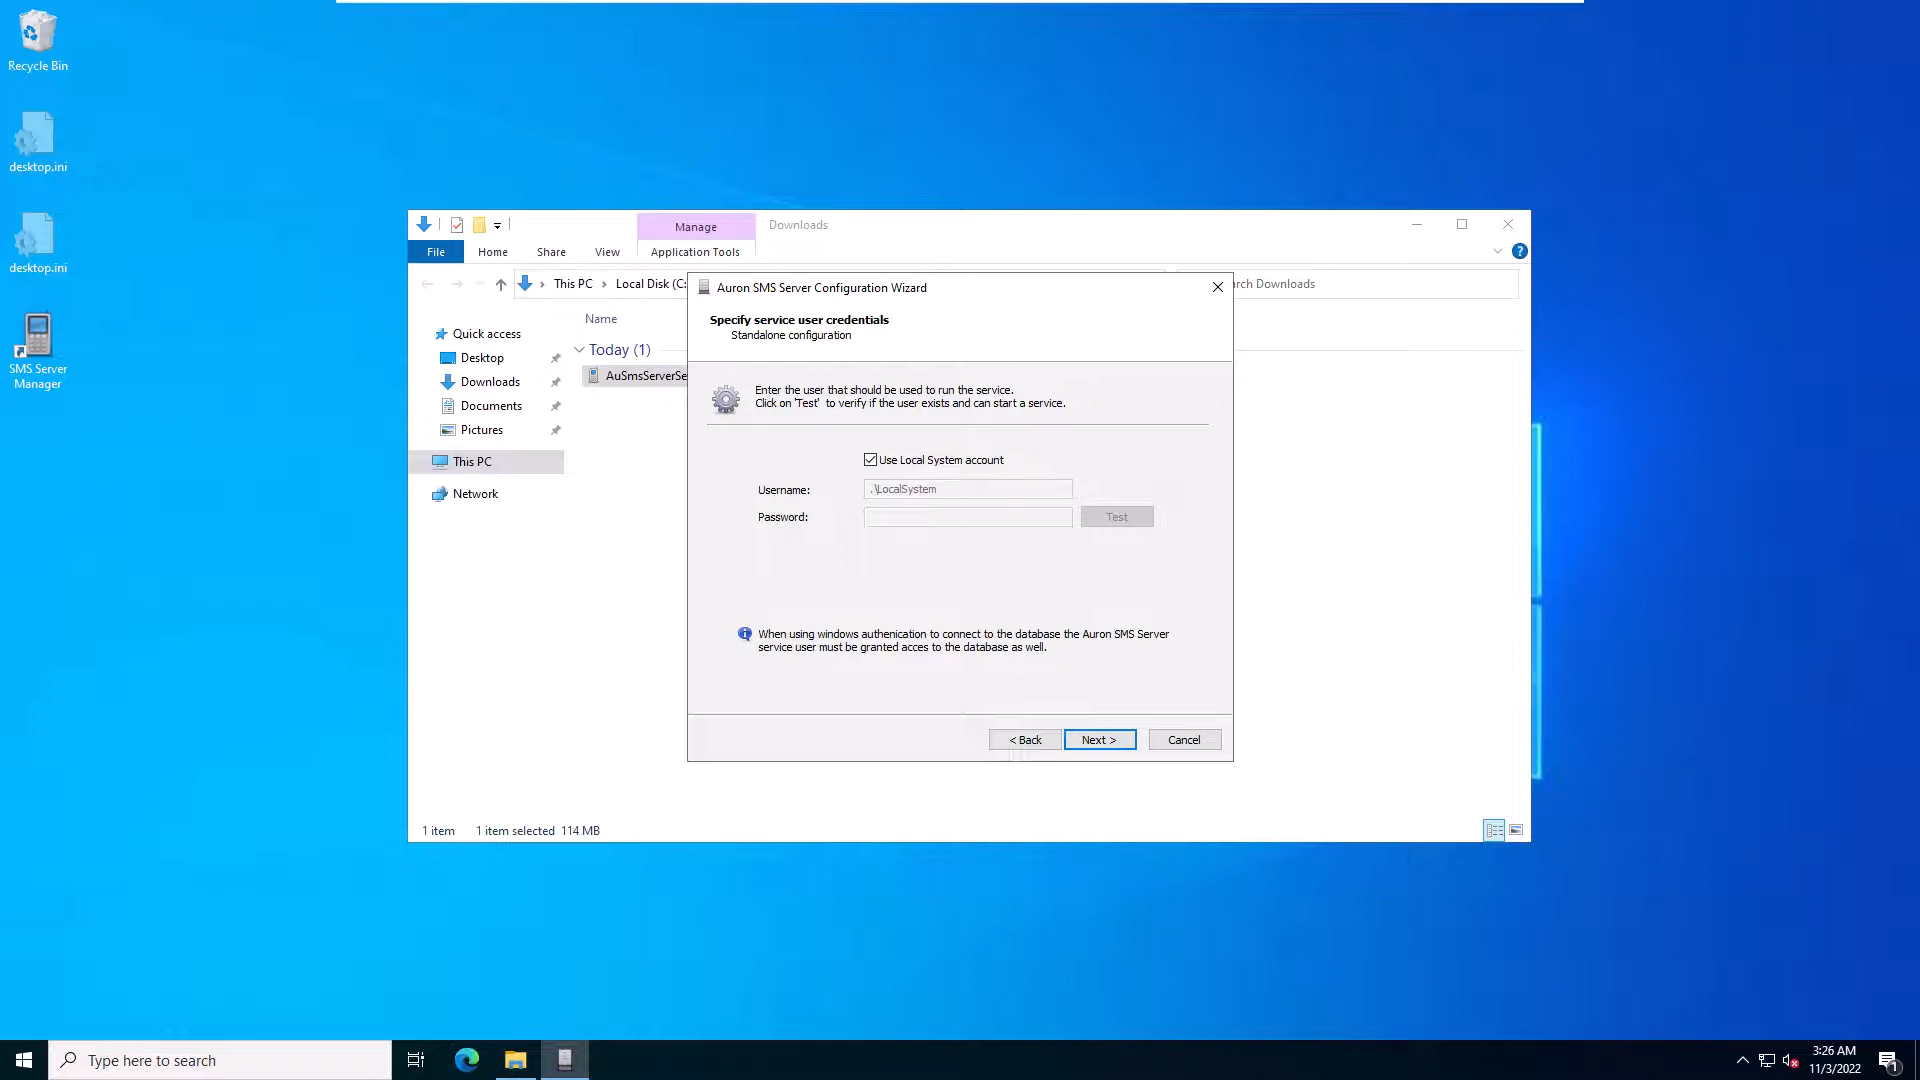 Recycle Bin
desktop.ini
desktop.ini
SMS Server
Manager
Manage
Downloads
File
Home
Share
View
Application Tools
This PC
Local Disk (C:
rch Downloads
Quick access
Desktop
Downloads
Documents
Pictures
This PC
Network
Name
Today (1)
AuSmsServerSe
1 item
1 item selected 114 MB
Auron SMS Server Configuration Wizard
Specify service user credentials
Standalone configuration
Enter the user that should be used to run the service.
Click on 'Test' to verify if the user exists and can start a service.
Use Local System account
Username:
.\LocalSystem
Password:
Test
When using windows authenication to connect to the database the Auron SMS Server
service user must be granted acces to the database as well.
< Back
Next >
Cancel
Type here to search
3:26 AM
11/3/2022
1